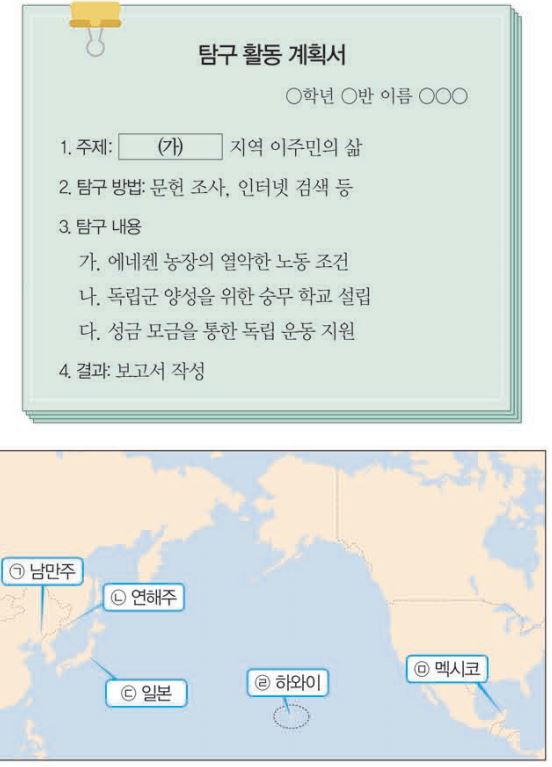 탐구 활동 계획서
○학년 ○반 이름 ○○○
1. 주제: (가) 지역 이주민의 삶
2. 탐구 방법: 문헌 조사, 인터넷 검색 등
3. 탐구 내용
가. 에네켄 농장의 열악한 노동 조건
나. 독립군 양성을 위한 숭무 학교 설립
다. 성금 모금을 통한 독립 운동 지원
4. 결과: 보고서 작성
㉠ 남만주
㉡ 연해주
㉢ 일본
㉣ 하와이
㉤ 멕시코